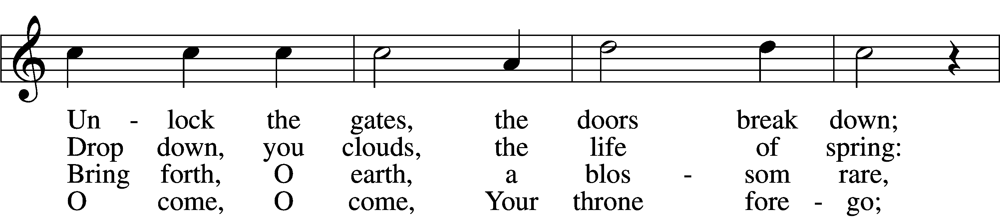 Un - lock the gates, the doors break down;
Drop down, you clouds, the life of spring:
Bring forth, O earth, a blos - som rare,
O come, O come, Your throne fore - go;